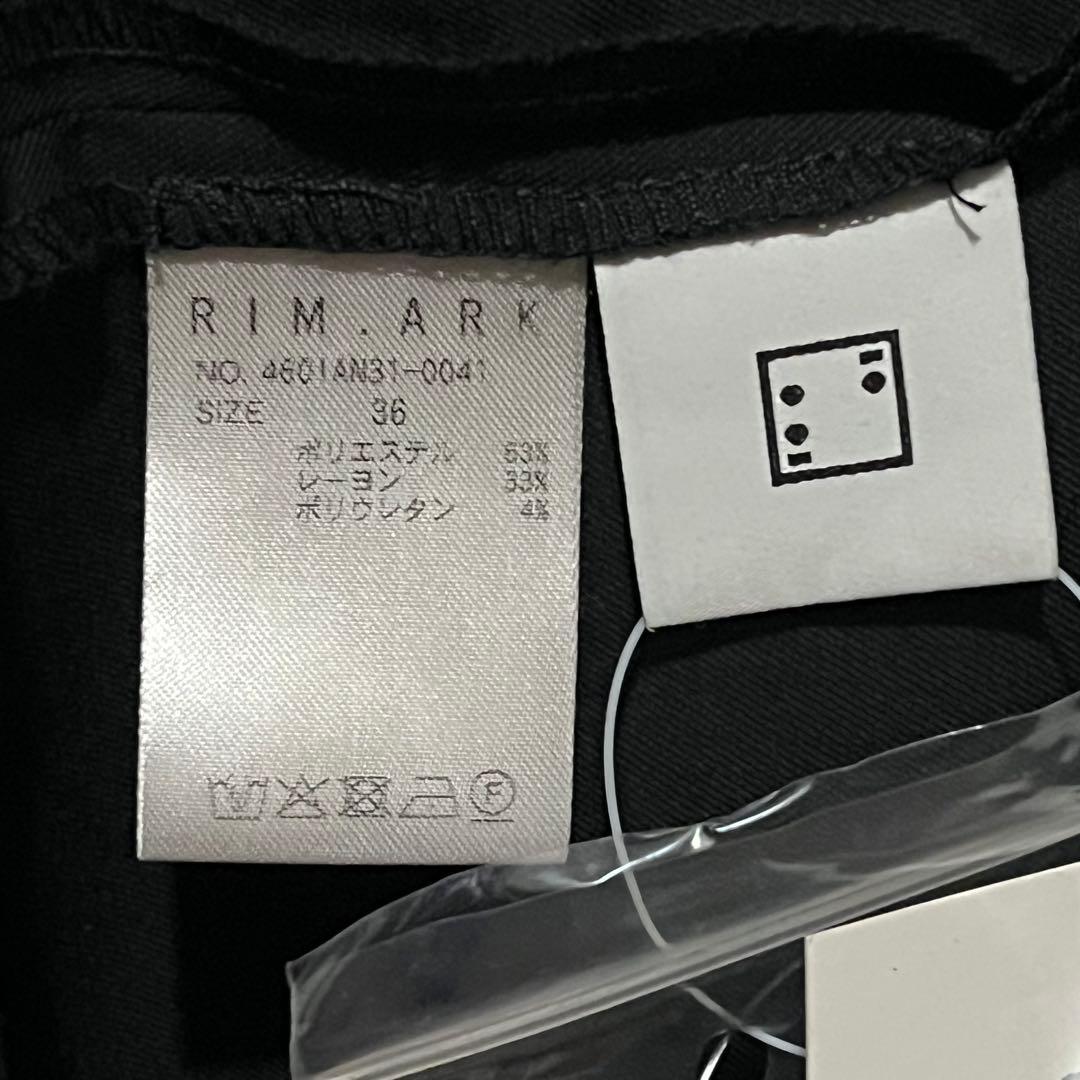 RIM.ARK
NO. 460IAN31-0041
SIZE 36
ポリエステル 63%
レーヨン 33%
ポリウレタン 4%
F